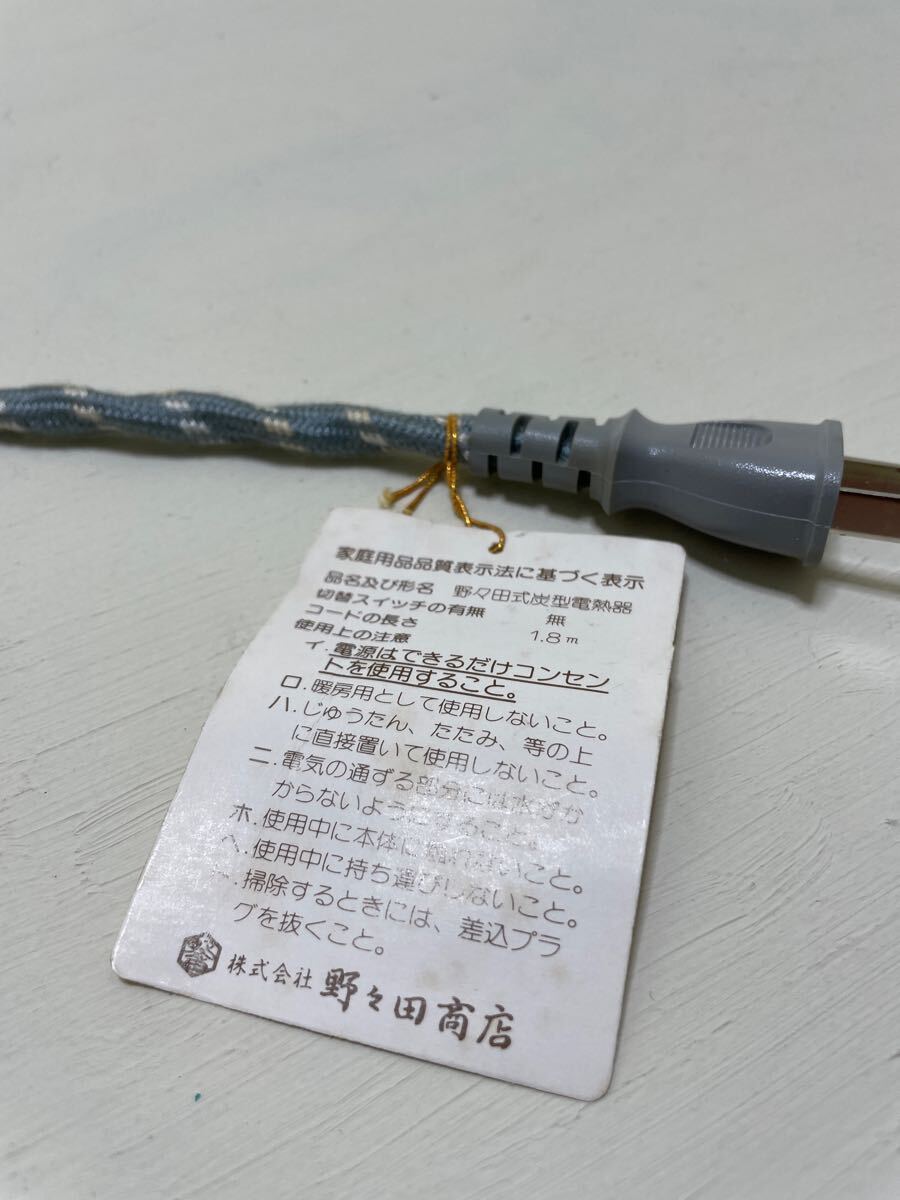 家庭用品品質表示法に基づく表示
品名及び形名 野々田式炭型電熱器
切替スイッチの有無 無
コードの長さ 1.8m
使用上の注意
イ.電源はできるだけコンセン
トを使用すること。
ロ.暖房用として使用しないこと。
ハ.じゅうたん、たたみ、等の上
に直接置いて使用しないこと。
ニ.電気の通ずる部分には水がか
からないようにすること。
ホ.使用中に本体に
ないこと。
ヘ.使用中に持ち運びしないこと。
ト.掃除するときには、差込プラ
グを抜くこと。
株式会社 野々田商店